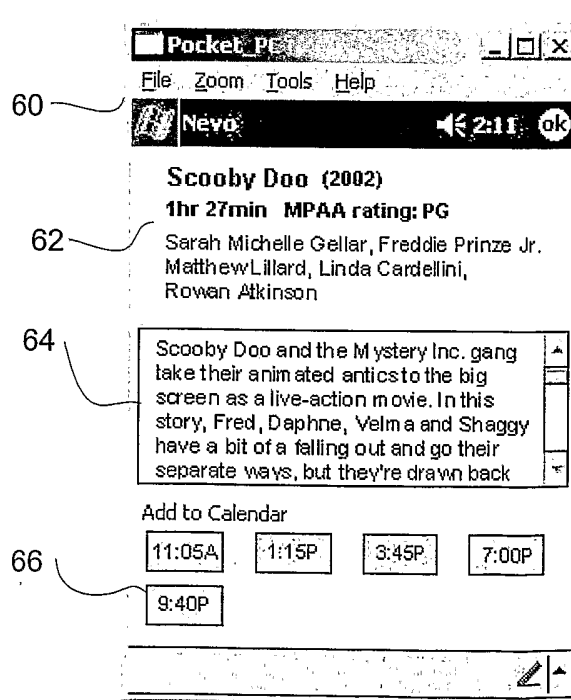 Pocket_PC
File Zoom Tools Help
60
Nevo 2:11 ok
Scooby Doo (2002)
1hr 27min MPAA rating: PG
62
Sarah Michelle Gellar, Freddie Prinze Jr.
Matthew Lillard, Linda Cardellini,
Rowan Atkinson
64
Scooby Doo and the Mystery Inc. gang
take their animated antics to the big
screen as a live-action movie. In this
story, Fred, Daphne, Velma and Shaggy
have a bit of a falling out and go their
separate ways, but they're drawn back
Add to Calendar
11:05A 1:15P 3:45P 7:00P
66
9:40P